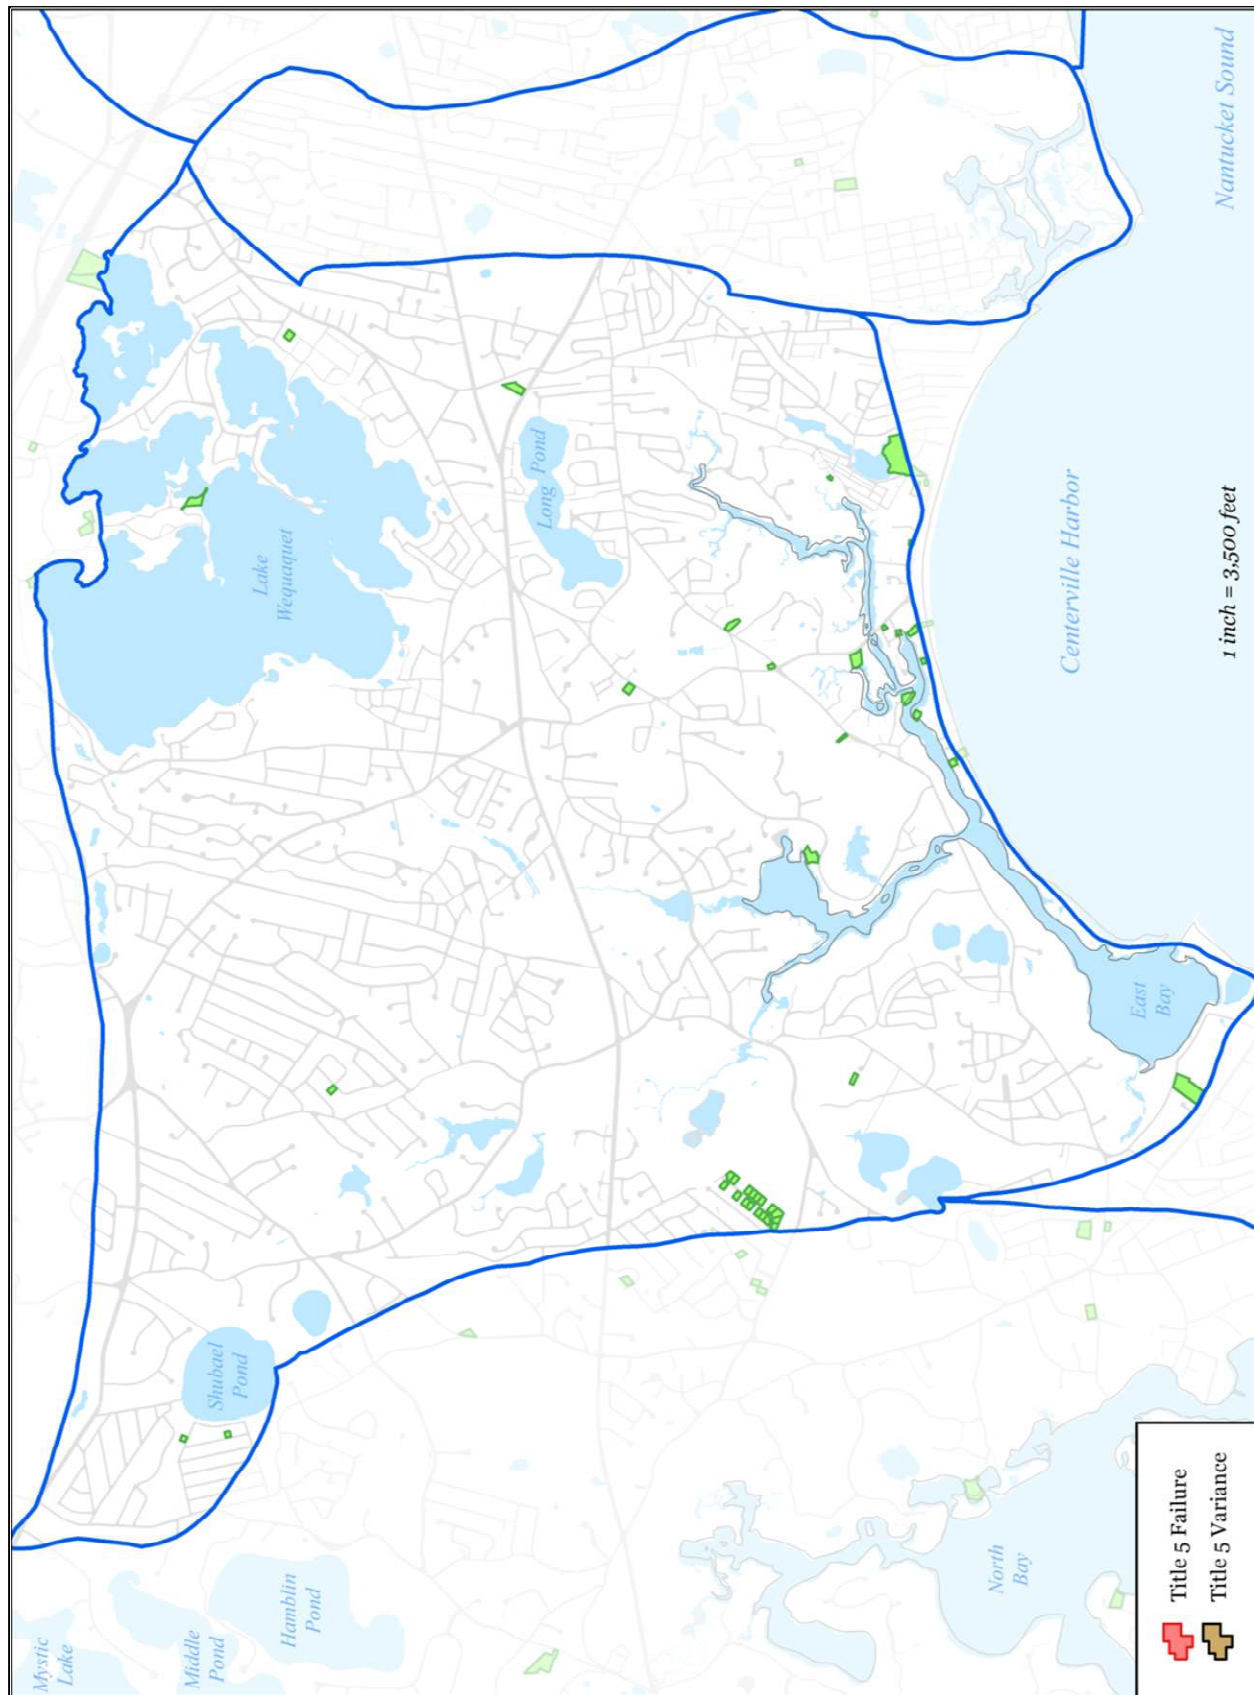 Mystic
Lake
Middle
Pond
Hamblin
Pond
Shubael
Pond
Lake
Wequaquet
Long Pond
North
Bay
East
Bay
Centerville Harbor
Nantucket Sound
1 inch = 3,500 feet
Title 5 Failure
Title 5 Variance